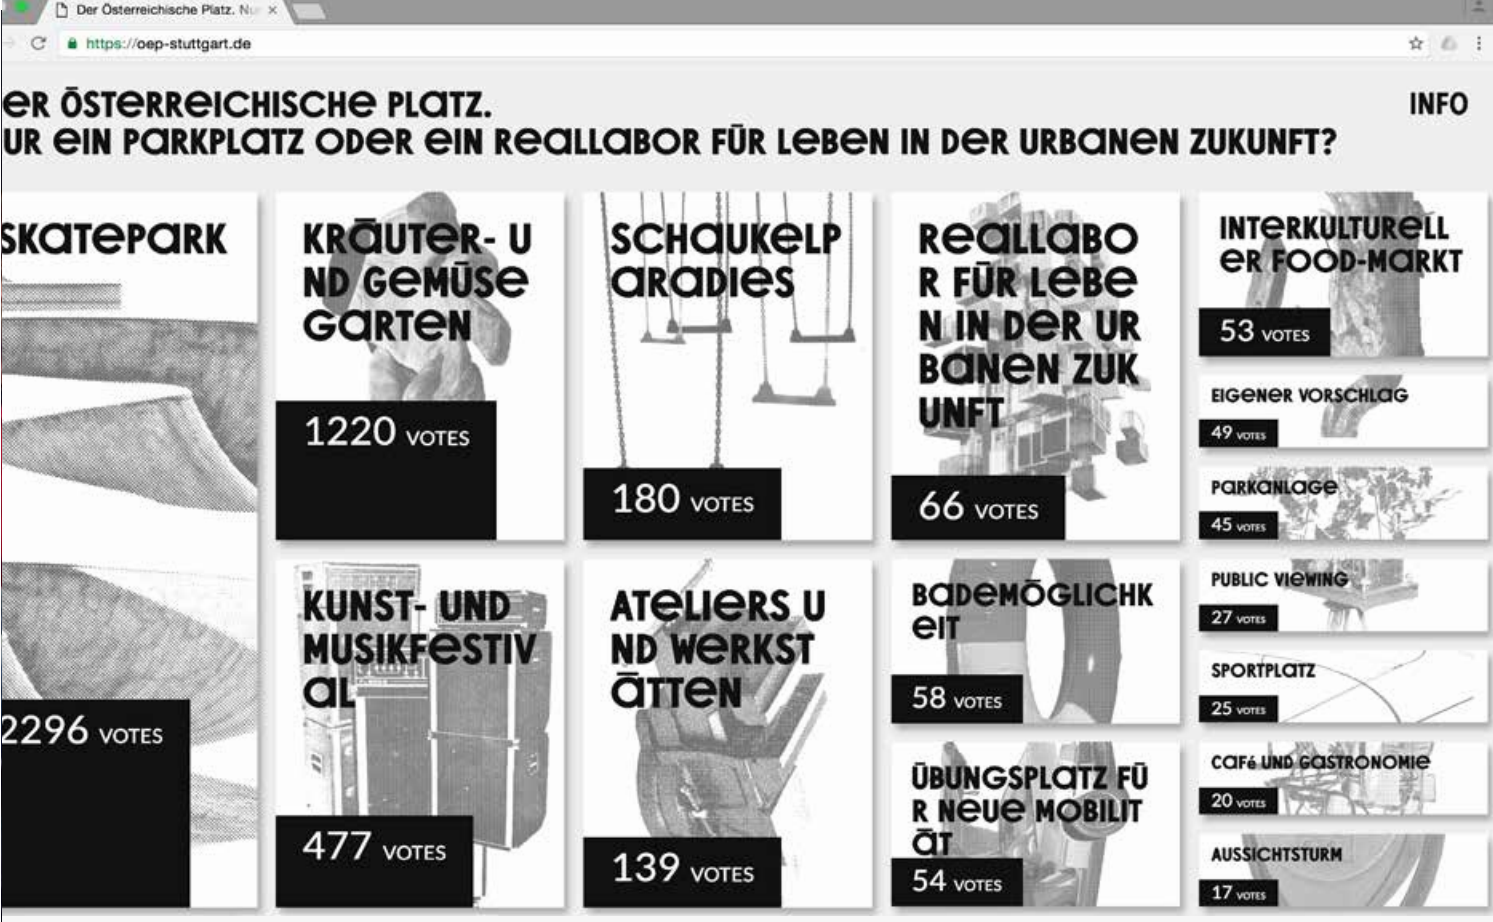 Der Österreichische Platz. Nu
https://oep-stuttgart.de
ER ÖSTERREICHISCHE PLATZ.
INFO
UR EIN PARKPLATZ ODER EIN REALLABOR FÜR LEBEN IN DER URBANEN ZUKUNFT?
SKATEPARK
2296 VOTES
KRÄUTER- U
ND GEMÜSE
GARTEN
1220 VOTES
SCHAUKELP
ARADIES
180 VOTES
REALLABO
R FÜR LEBE
N IN DER UR
BANEN ZUK
UNFT
66 VOTES
INTERKULTURELL
ER FOOD-MARKT
53 VOTES
EIGENER VORSCHLAG
49 VOTES
PARKANLAGE
45 VOTES
KUNST- UND
MUSIKFESTIV
AL
477 VOTES
ATELIERS U
ND WERKST
ÄTTEN
139 VOTES
BADEMÖGLICHK
EIT
58 VOTES
ÜBUNGSPLATZ FÜ
R NEUE MOBILIT
ÄT
54 VOTES
PUBLIC VIEWING
27 VOTES
SPORTPLATZ
25 VOTES
CAFÉ UND GASTRONOMIE
20 VOTES
AUSSICHTSTURM
17 VOTES